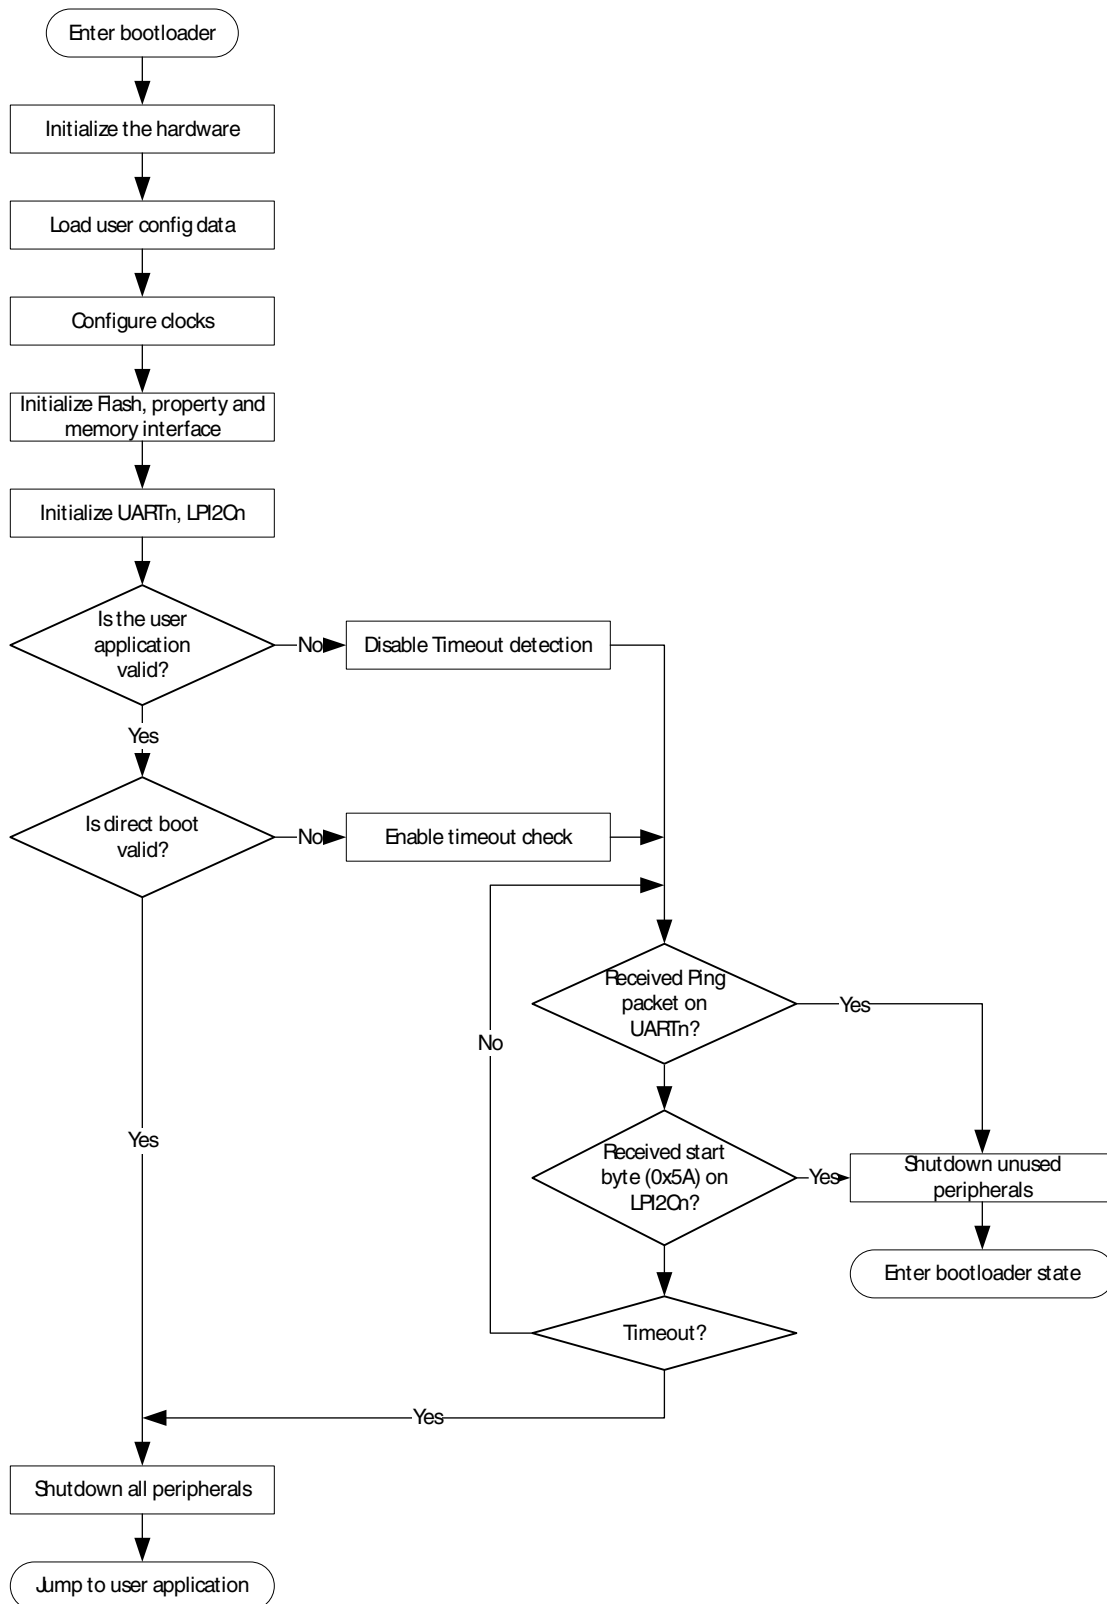 Enter bootloader
Initialize the hardware
Load user config data
Configure clocks
Initialize Flash, property and
memory interface
Initialize UARTn, LPI2Cn
Is the user
application
valid?
No
Disable Timeout detection
Yes
Is direct boot
valid?
No
Enable timeout check
Received Ping
packet on
UARTn?
Yes
No
Yes
Received start
byte (0x5A) on
LPI2Cn?
Yes
Shutdown unused
peripherals
Enter bootloader state
Timeout?
Yes
Shutdown all peripherals
Jump to user application